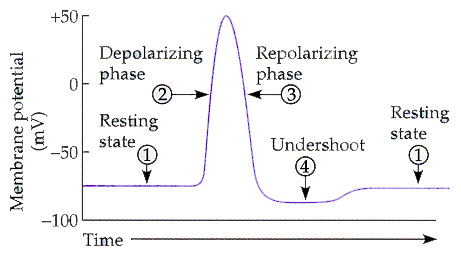 +50
Depolarizing
phase
Repolarizing
phase
0
2
3
Membrane potential
(mV)
Resting
state
1
Undershoot
4
Resting
state
1
−50
−100
Time